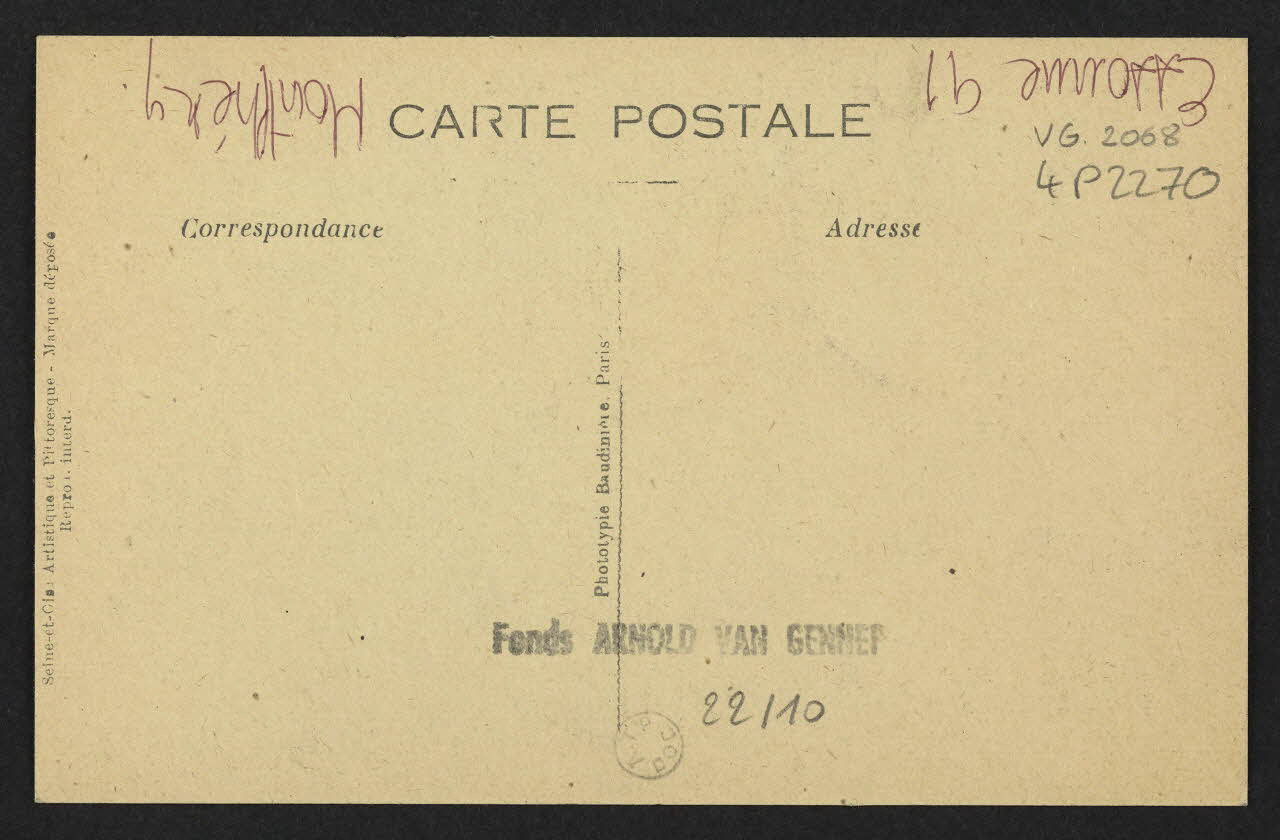 Montlhéry
Essonne 91
CARTE POSTALE
VG. 2068
4P2270
Correspondance
Adresse
Seine-et-Oise Artistique et Pittoresque - Marque déposée
Reprod. interd.
Phototypie Baudinière, Paris
Fonds ARNOLD VAN GENNEP
22/10